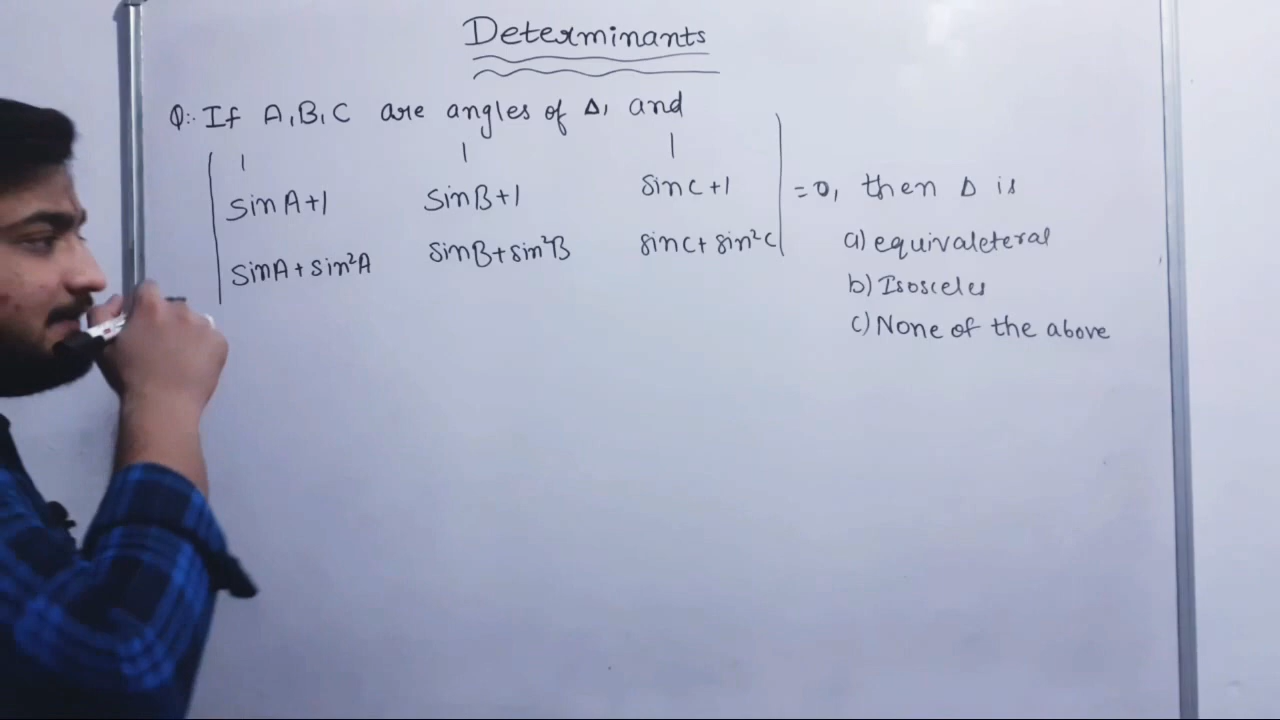 Determinants
Q:- If A, B, C are angles of Δ, and
| 1 1 1 |
| sinA+1 sinB+1 sinC+1 | =0, then Δ is
| sinA+sin²A sinB+sin²B sinC+sin²C |
a) equivaleteral
b) Isosceles
c) None of the above